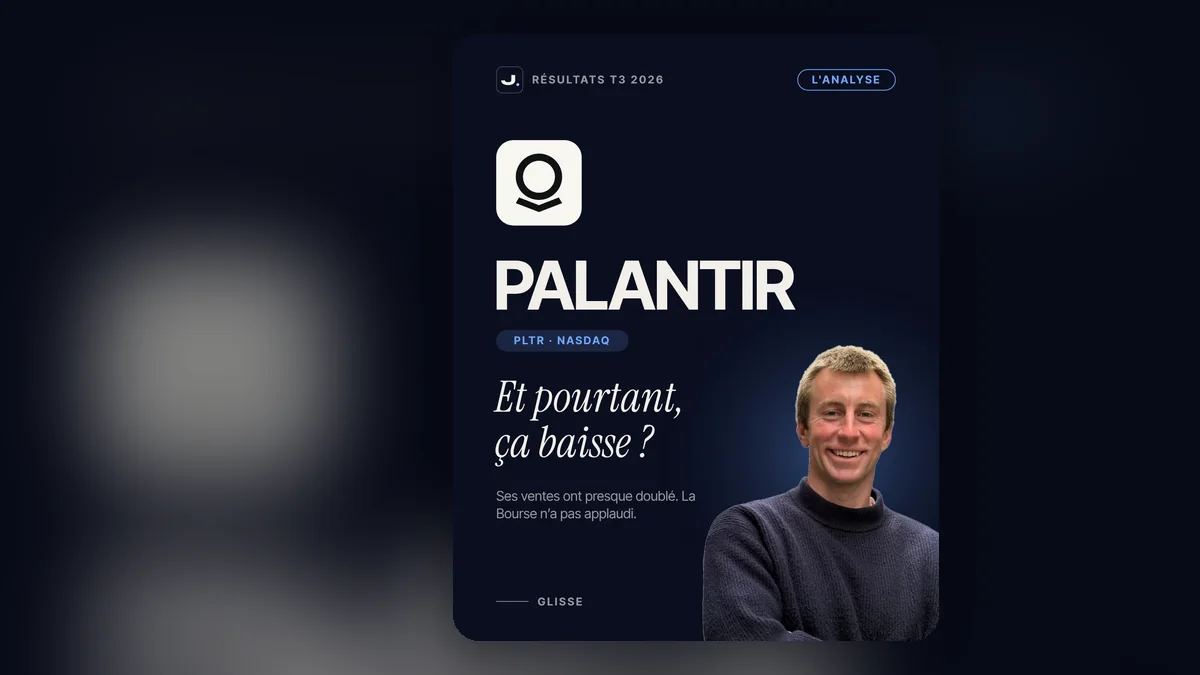 J. RÉSULTATS T3 2026
L'ANALYSE
PALANTIR
PLTR · NASDAQ
Et pourtant,
ça baisse ?
Ses ventes ont presque doublé. La
Bourse n’a pas applaudi.
GLISSE